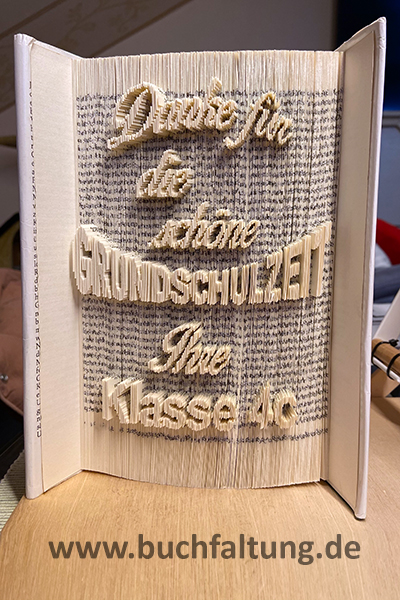 Danke für
die
schöne
GRUNDSCHULZEIT
Ihre
Klasse 4c
www.buchfaltung.de